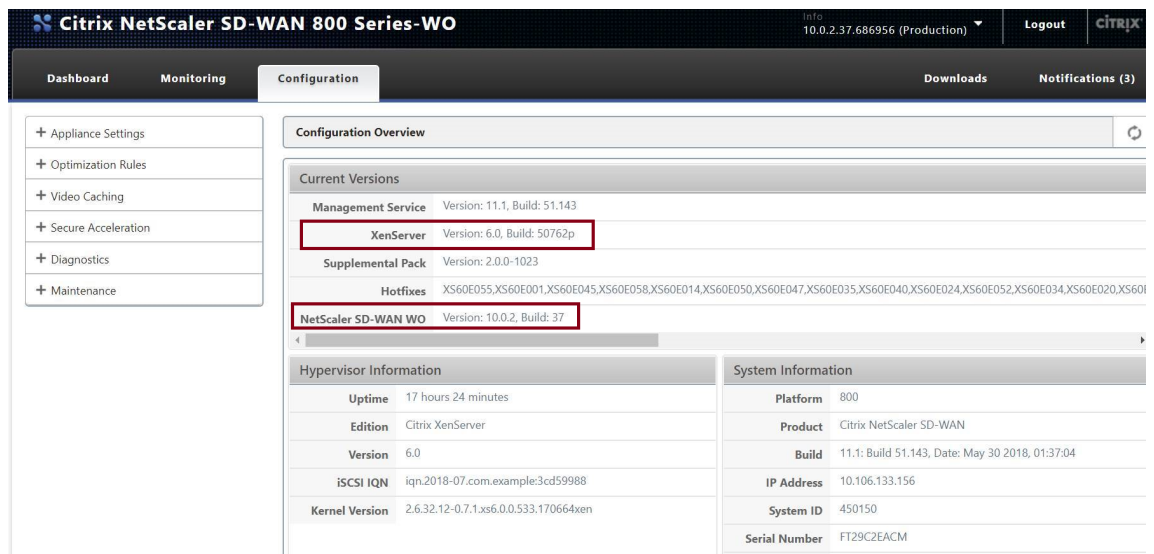 Citrix NetScaler SD-WAN 800 Series-WO
Info
10.0.2.37.686956 (Production)
Logout
CITRIX
Dashboard Monitoring Configuration Downloads Notifications (3)
+ Appliance Settings
+ Optimization Rules
+ Video Caching
+ Secure Acceleration
+ Diagnostics
+ Maintenance
Configuration Overview
Current Versions
Management Service Version: 11.1, Build: 51.143
XenServer Version: 6.0, Build: 50762p
Supplemental Pack Version: 2.0.0-1023
Hotfixes XS60E055,XS60E001,XS60E045,XS60E058,XS60E014,XS60E050,XS60E047,XS60E035,XS60E040,XS60E024,XS60E052,XS60E034,XS60E020,XS60
NetScaler SD-WAN WO Version: 10.0.2, Build: 37
Hypervisor Information
Uptime 17 hours 24 minutes
Edition Citrix XenServer
Version 6.0
iSCSI IQN iqn.2018-07.com.example:3cd59988
Kernel Version 2.6.32.12-0.7.1.xs6.0.0.533.170664xen
System Information
Platform 800
Product Citrix NetScaler SD-WAN
Build 11.1: Build 51.143, Date: May 30 2018, 01:37:04
IP Address 10.106.133.156
System ID 450150
Serial Number FT29C2EACM